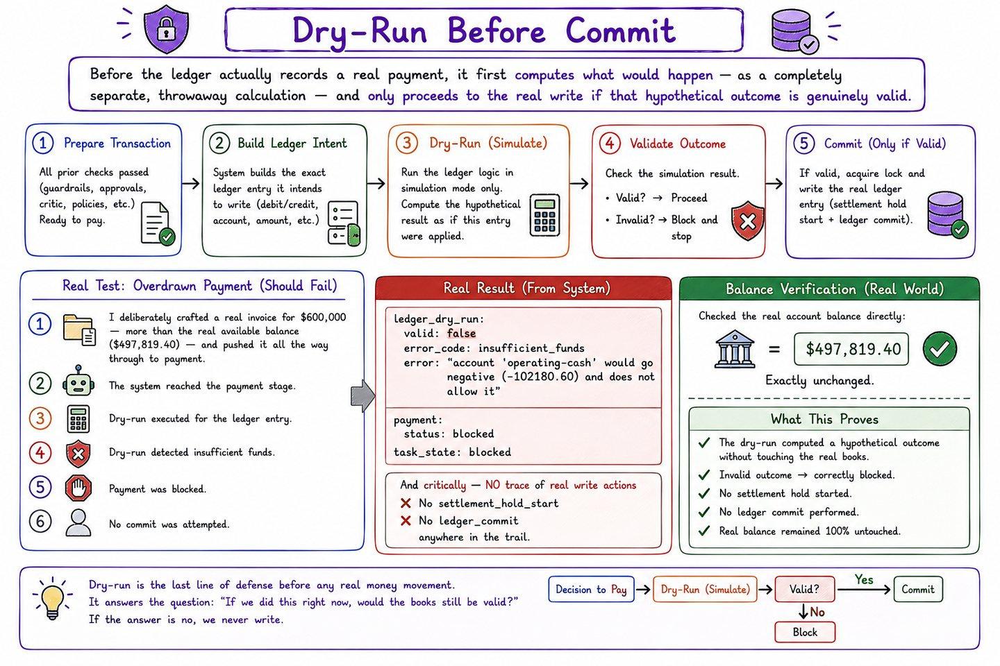 Dry-Run Before Commit
Before the ledger actually records a real payment, it first computes what would happen — as a completely
separate, throwaway calculation — and only proceeds to the real write if that hypothetical outcome is genuinely valid.
1 Prepare Transaction
All prior checks passed
(guardrails, approvals,
critic, policies, etc.)
Ready to pay.
2 Build Ledger Intent
System builds the exact
ledger entry it intends
to write (debit/credit,
account, amount, etc.)
3 Dry-Run (Simulate)
Run the ledger logic in
simulation mode only.
Compute the hypothetical
result as if this entry
were applied.
4 Validate Outcome
Check the simulation result.
• Valid? → Proceed
• Invalid? → Block and
stop
5 Commit (Only if Valid)
If valid, acquire lock and
write the real ledger
entry (settlement hold
start + ledger commit).
Real Test: Overdrawn Payment (Should Fail)
1 I deliberately crafted a real invoice for $600,000
— more than the real available balance
($497,819.40) — and pushed it all the way
through to payment.
2 The system reached the payment stage.
3 Dry-run executed for the ledger entry.
4 Dry-run detected insufficient funds.
5 Payment was blocked.
6 No commit was attempted.
Real Result (From System)
ledger_dry_run:
valid: false
error_code: insufficient_funds
error: "account 'operating-cash' would go
negative (-102180.60) and does not
allow it"
payment:
status: blocked
task_state: blocked
And critically — NO trace of real write actions
No settlement_hold_start
No ledger_commit
anywhere in the trail.
Balance Verification (Real World)
Checked the real account balance directly:
= $497,819.40
Exactly unchanged.
What This Proves
The dry-run computed a hypothetical outcome
without touching the real books.
Invalid outcome → correctly blocked.
No settlement hold started.
No ledger commit performed.
Real balance remained 100% untouched.
Dry-run is the last line of defense before any real money movement.
It answers the question: "If we did this right now, would the books still be valid?"
If the answer is no, we never write.
Decision to Pay
Dry-Run (Simulate)
Valid?
Yes
Commit
No
Block